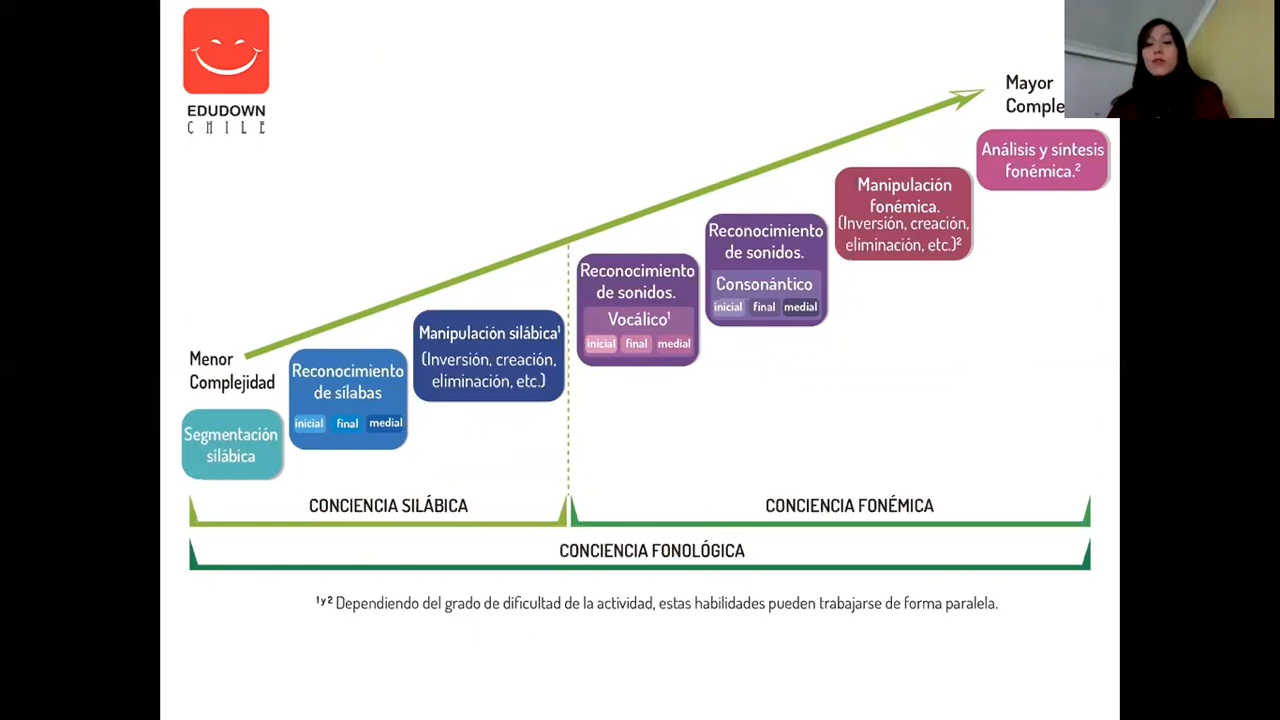 EDUDOWN
CHILE
Mayor
Análisis y síntesis
fonémica.²
Manipulación
fonémica.
(Inversión, creación,
eliminación, etc.)²
Reconocimiento
de sonidos.
Consonántico
inicial final medial
Reconocimiento
de sonidos.
Vocálico¹
inicial final medial
Manipulación silábica¹
(Inversión, creación,
eliminación, etc.)
Menor
Complejidad
Reconocimiento
de sílabas
inicial final medial
Segmentación
silábica
CONCIENCIA SILÁBICA
CONCIENCIA FONÉMICA
CONCIENCIA FONOLÓGICA
¹ y ² Dependiendo del grado de dificultad de la actividad, estas habilidades pueden trabajarse de forma paralela.